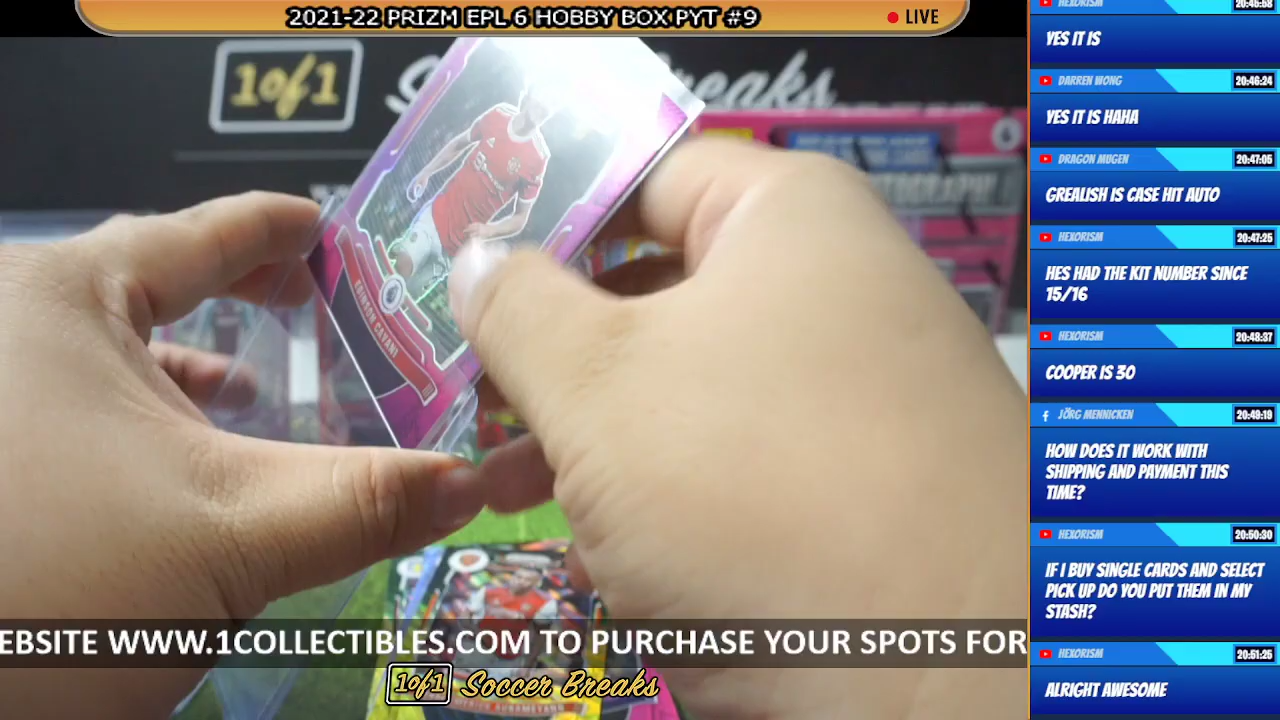 2021-22 PRIZM EPL 6 HOBBY BOX PYT #9
LIVE
1of1
Breaks
EDINSON CAVANI
EBSITE WWW.1COLLECTIBLES.COM TO PURCHASE YOUR SPOTS FOR
1of1 Soccer Breaks
HEXORISM 20:45:58
YES IT IS
DARREN WONG 20:46:24
YES IT IS HAHA
DRAGON MUGEN 20:47:05
GREALISH IS CASE HIT AUTO
HEXORISM 20:47:25
HES HAD THE KIT NUMBER SINCE
15/16
HEXORISM 20:48:37
COOPER IS 30
JÖRG MENNICKEN 20:49:19
HOW DOES IT WORK WITH
SHIPPING AND PAYMENT THIS
TIME?
HEXORISM 20:50:30
IF I BUY SINGLE CARDS AND SELECT
PICK UP DO YOU PUT THEM IN MY
STASH?
HEXORISM 20:51:25
ALRIGHT AWESOME